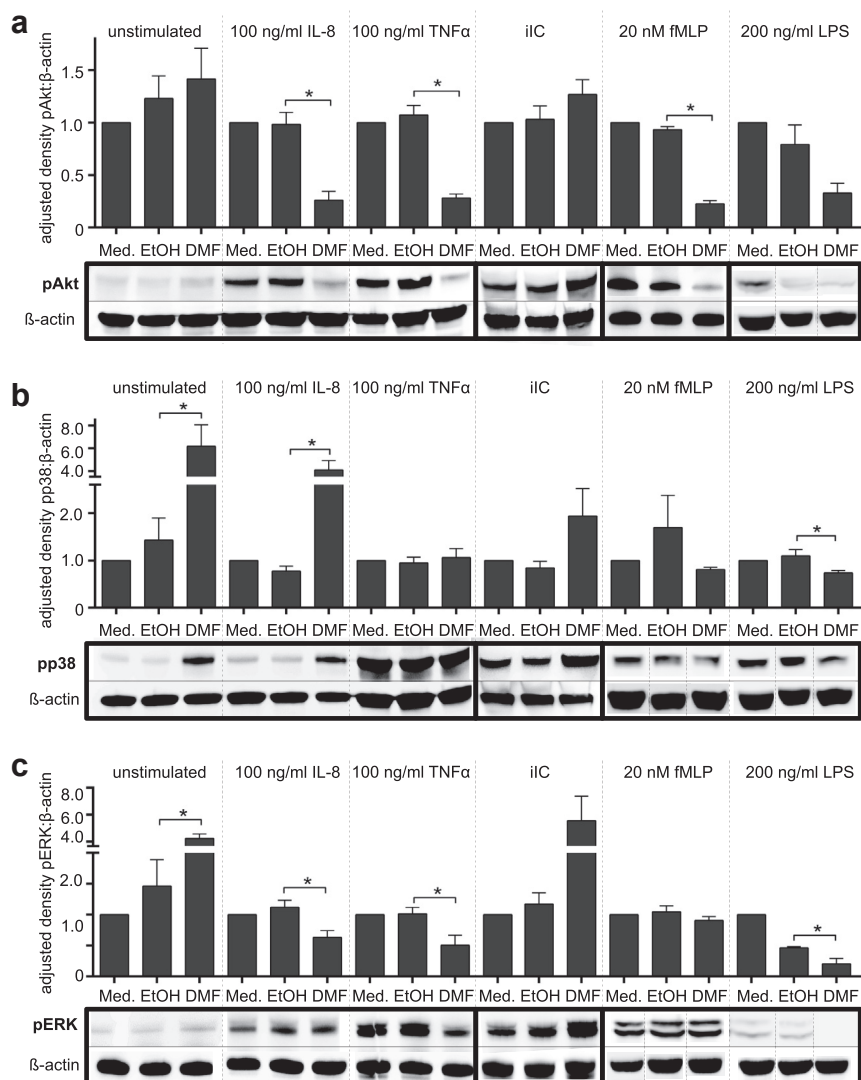 a
unstimulated 100 ng/ml IL-8 100 ng/ml TNFα iIC 20 nM fMLP 200 ng/ml LPS
adjusted density pAkt:β-actin
1.5
1.0
0.5
0
* * *
Med. EtOH DMF Med. EtOH DMF Med. EtOH DMF Med. EtOH DMF Med. EtOH DMF Med. EtOH DMF
pAkt
ß-actin
b
unstimulated 100 ng/ml IL-8 100 ng/ml TNFα iIC 20 nM fMLP 200 ng/ml LPS
adjusted density pp38:β-actin
8.0
6.0
4.0
2.0
1.0
0
* * *
Med. EtOH DMF Med. EtOH DMF Med. EtOH DMF Med. EtOH DMF Med. EtOH DMF Med. EtOH DMF
pp38
ß-actin
c
unstimulated 100 ng/ml IL-8 100 ng/ml TNFα iIC 20 nM fMLP 200 ng/ml LPS
adjusted density pERK:β-actin
8.0
6.0
4.0
2.0
1.0
0
* * * *
Med. EtOH DMF Med. EtOH DMF Med. EtOH DMF Med. EtOH DMF Med. EtOH DMF Med. EtOH DMF
pERK
ß-actin